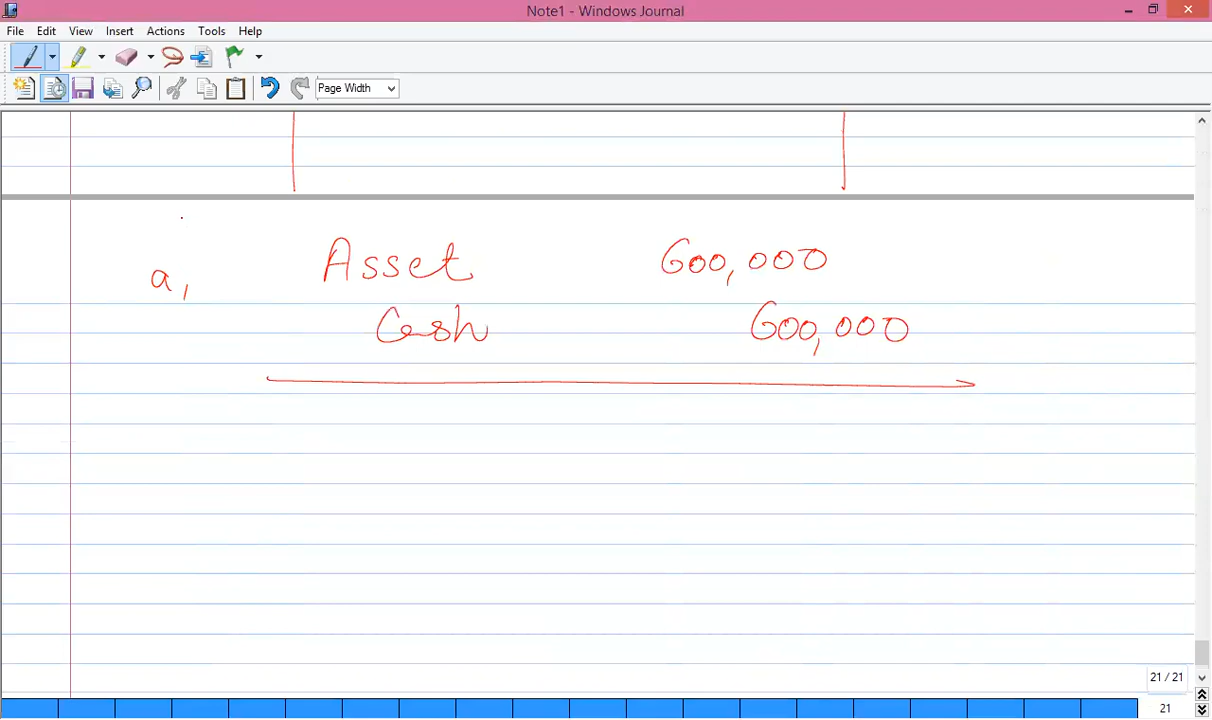 Note1 - Windows Journal
File Edit View Insert Actions Tools Help
Page Width
a, Asset 600,000
Cash 600,000
21 / 21
21